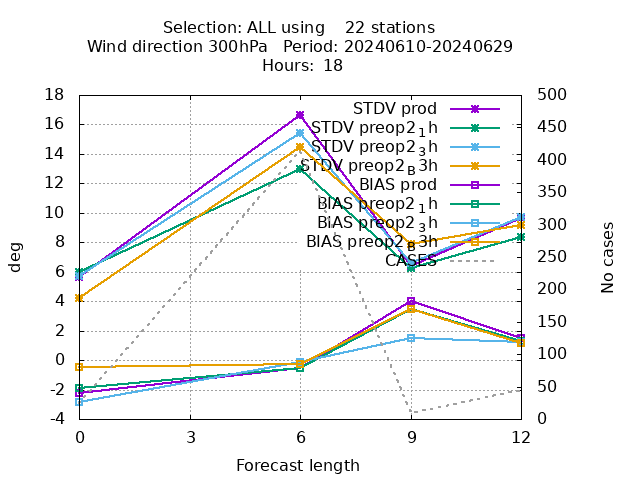 Selection: ALL using    22 stations
Wind direction 300hPa   Period: 20240610-20240629
Hours: 18
18
16
14
12
10
8
6
4
2
0
-2
-4
deg
500
450
400
350
300
250
200
150
100
50
0
No cases
STDV prod
STDV preop2_1h
STDV preop2_3h
STDV preop2_B3h
BIAS prod
BIAS preop2_1h
BIAS preop2_3h
BIAS preop2_B3h
CASES
0 3 6 9 12
Forecast length